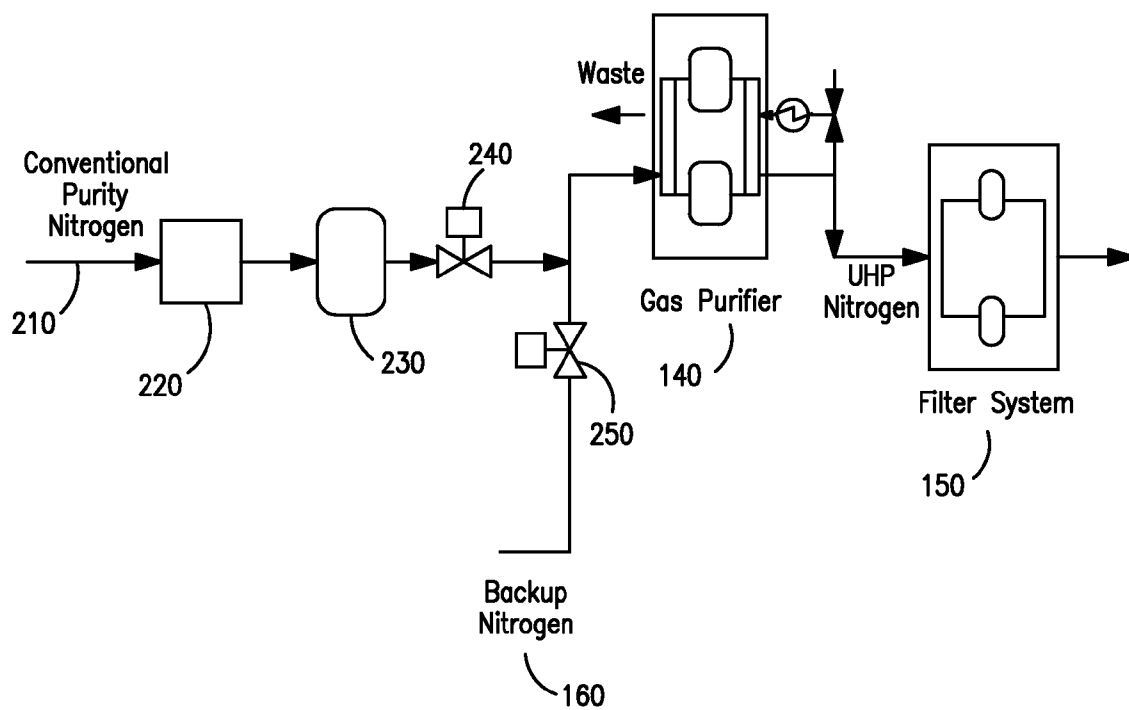 Waste
Conventional
Purity
Nitrogen
240
210
220
230
250
Gas Purifier
140
UHP
Nitrogen
Filter System
150
Backup
Nitrogen
160